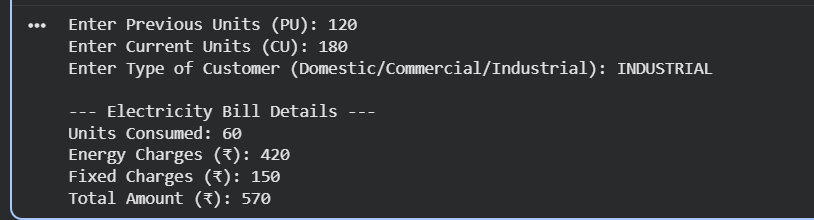 Enter Previous Units (PU): 120
Enter Current Units (CU): 180
Enter Type of Customer (Domestic/Commercial/Industrial): INDUSTRIAL
--- Electricity Bill Details ---
Units Consumed: 60
Energy Charges (₹): 420
Fixed Charges (₹): 150
Total Amount (₹): 570